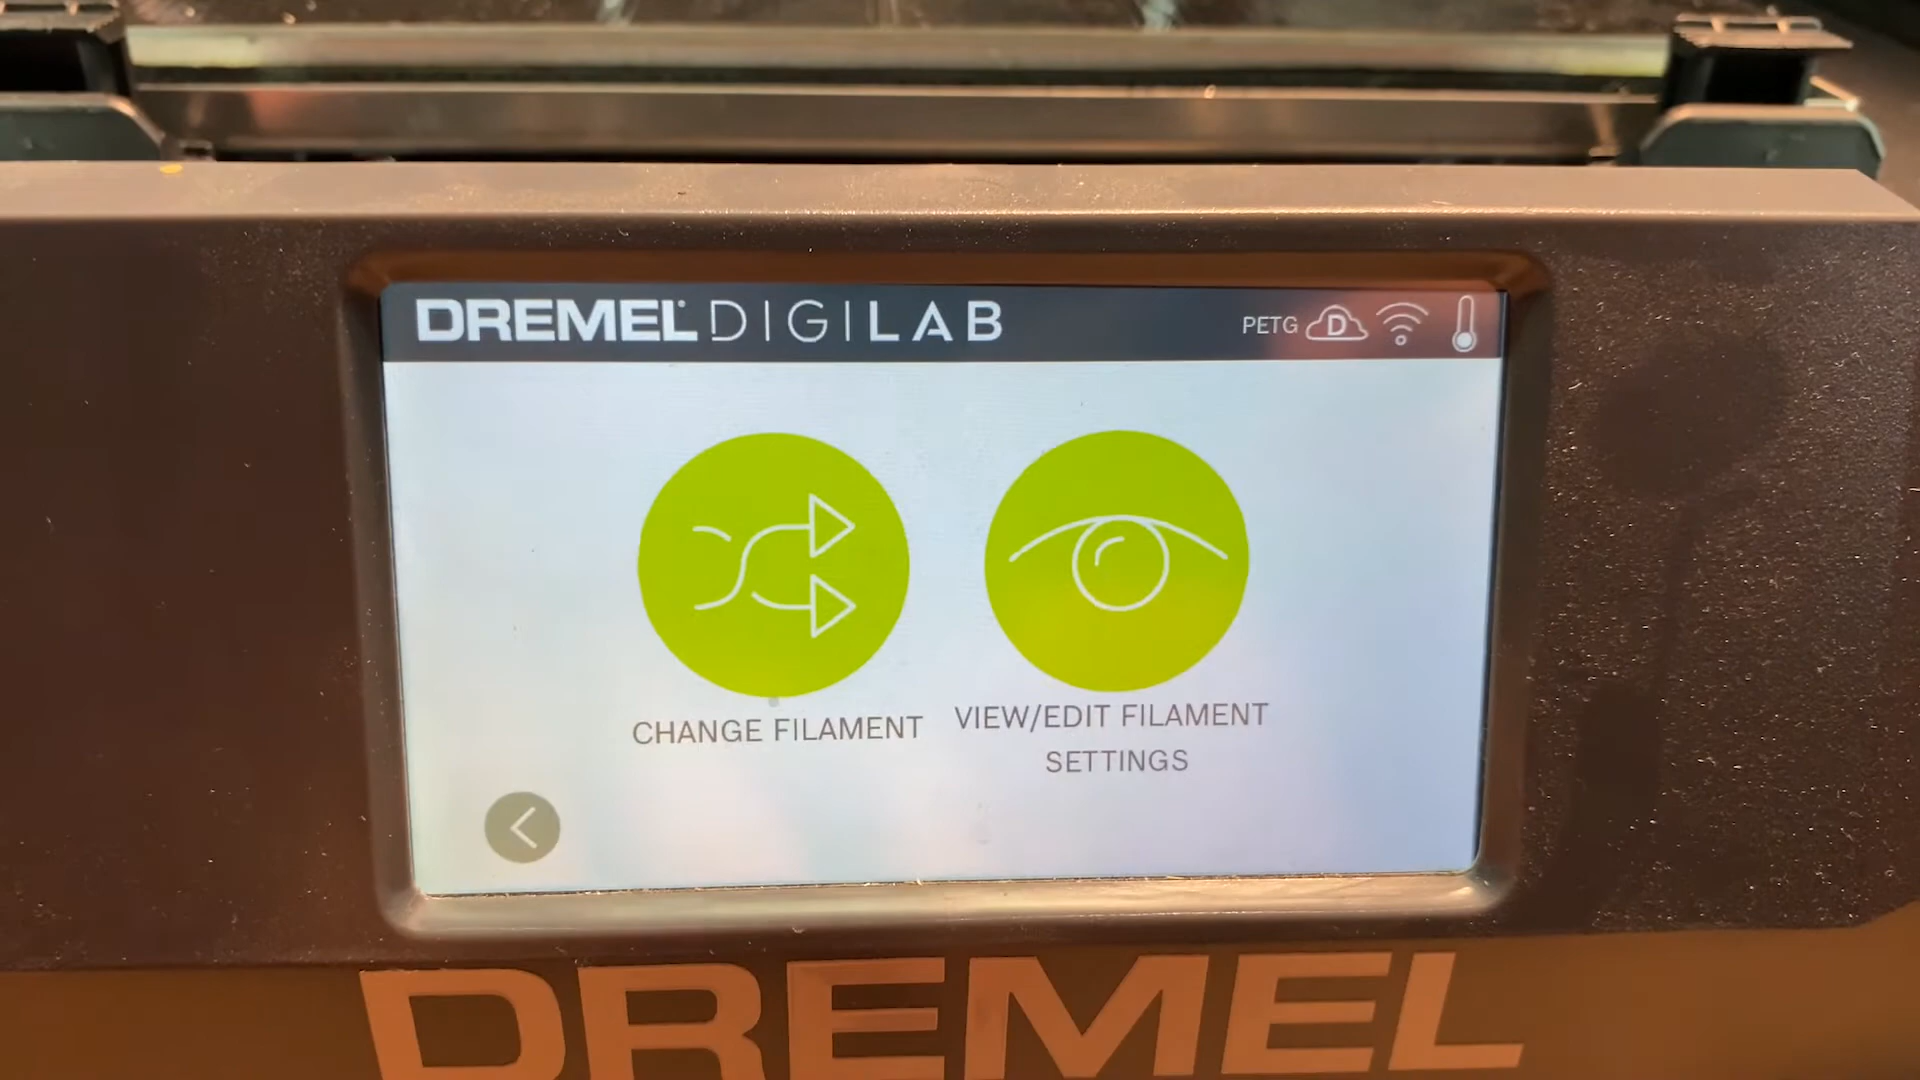 DREMEL DIGILAB
PETG D
CHANGE FILAMENT
VIEW/EDIT FILAMENT
SETTINGS
DREMEL